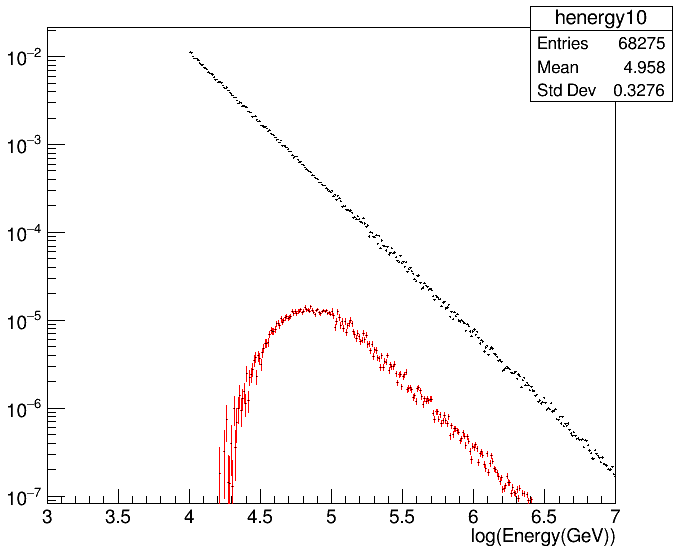 henergy10
Entries 68275
Mean 4.958
Std Dev 0.3276
10−2
10−3
10−4
10−5
10−6
10−7
3 3.5 4 4.5 5 5.5 6 6.5 7
log(Energy(GeV))